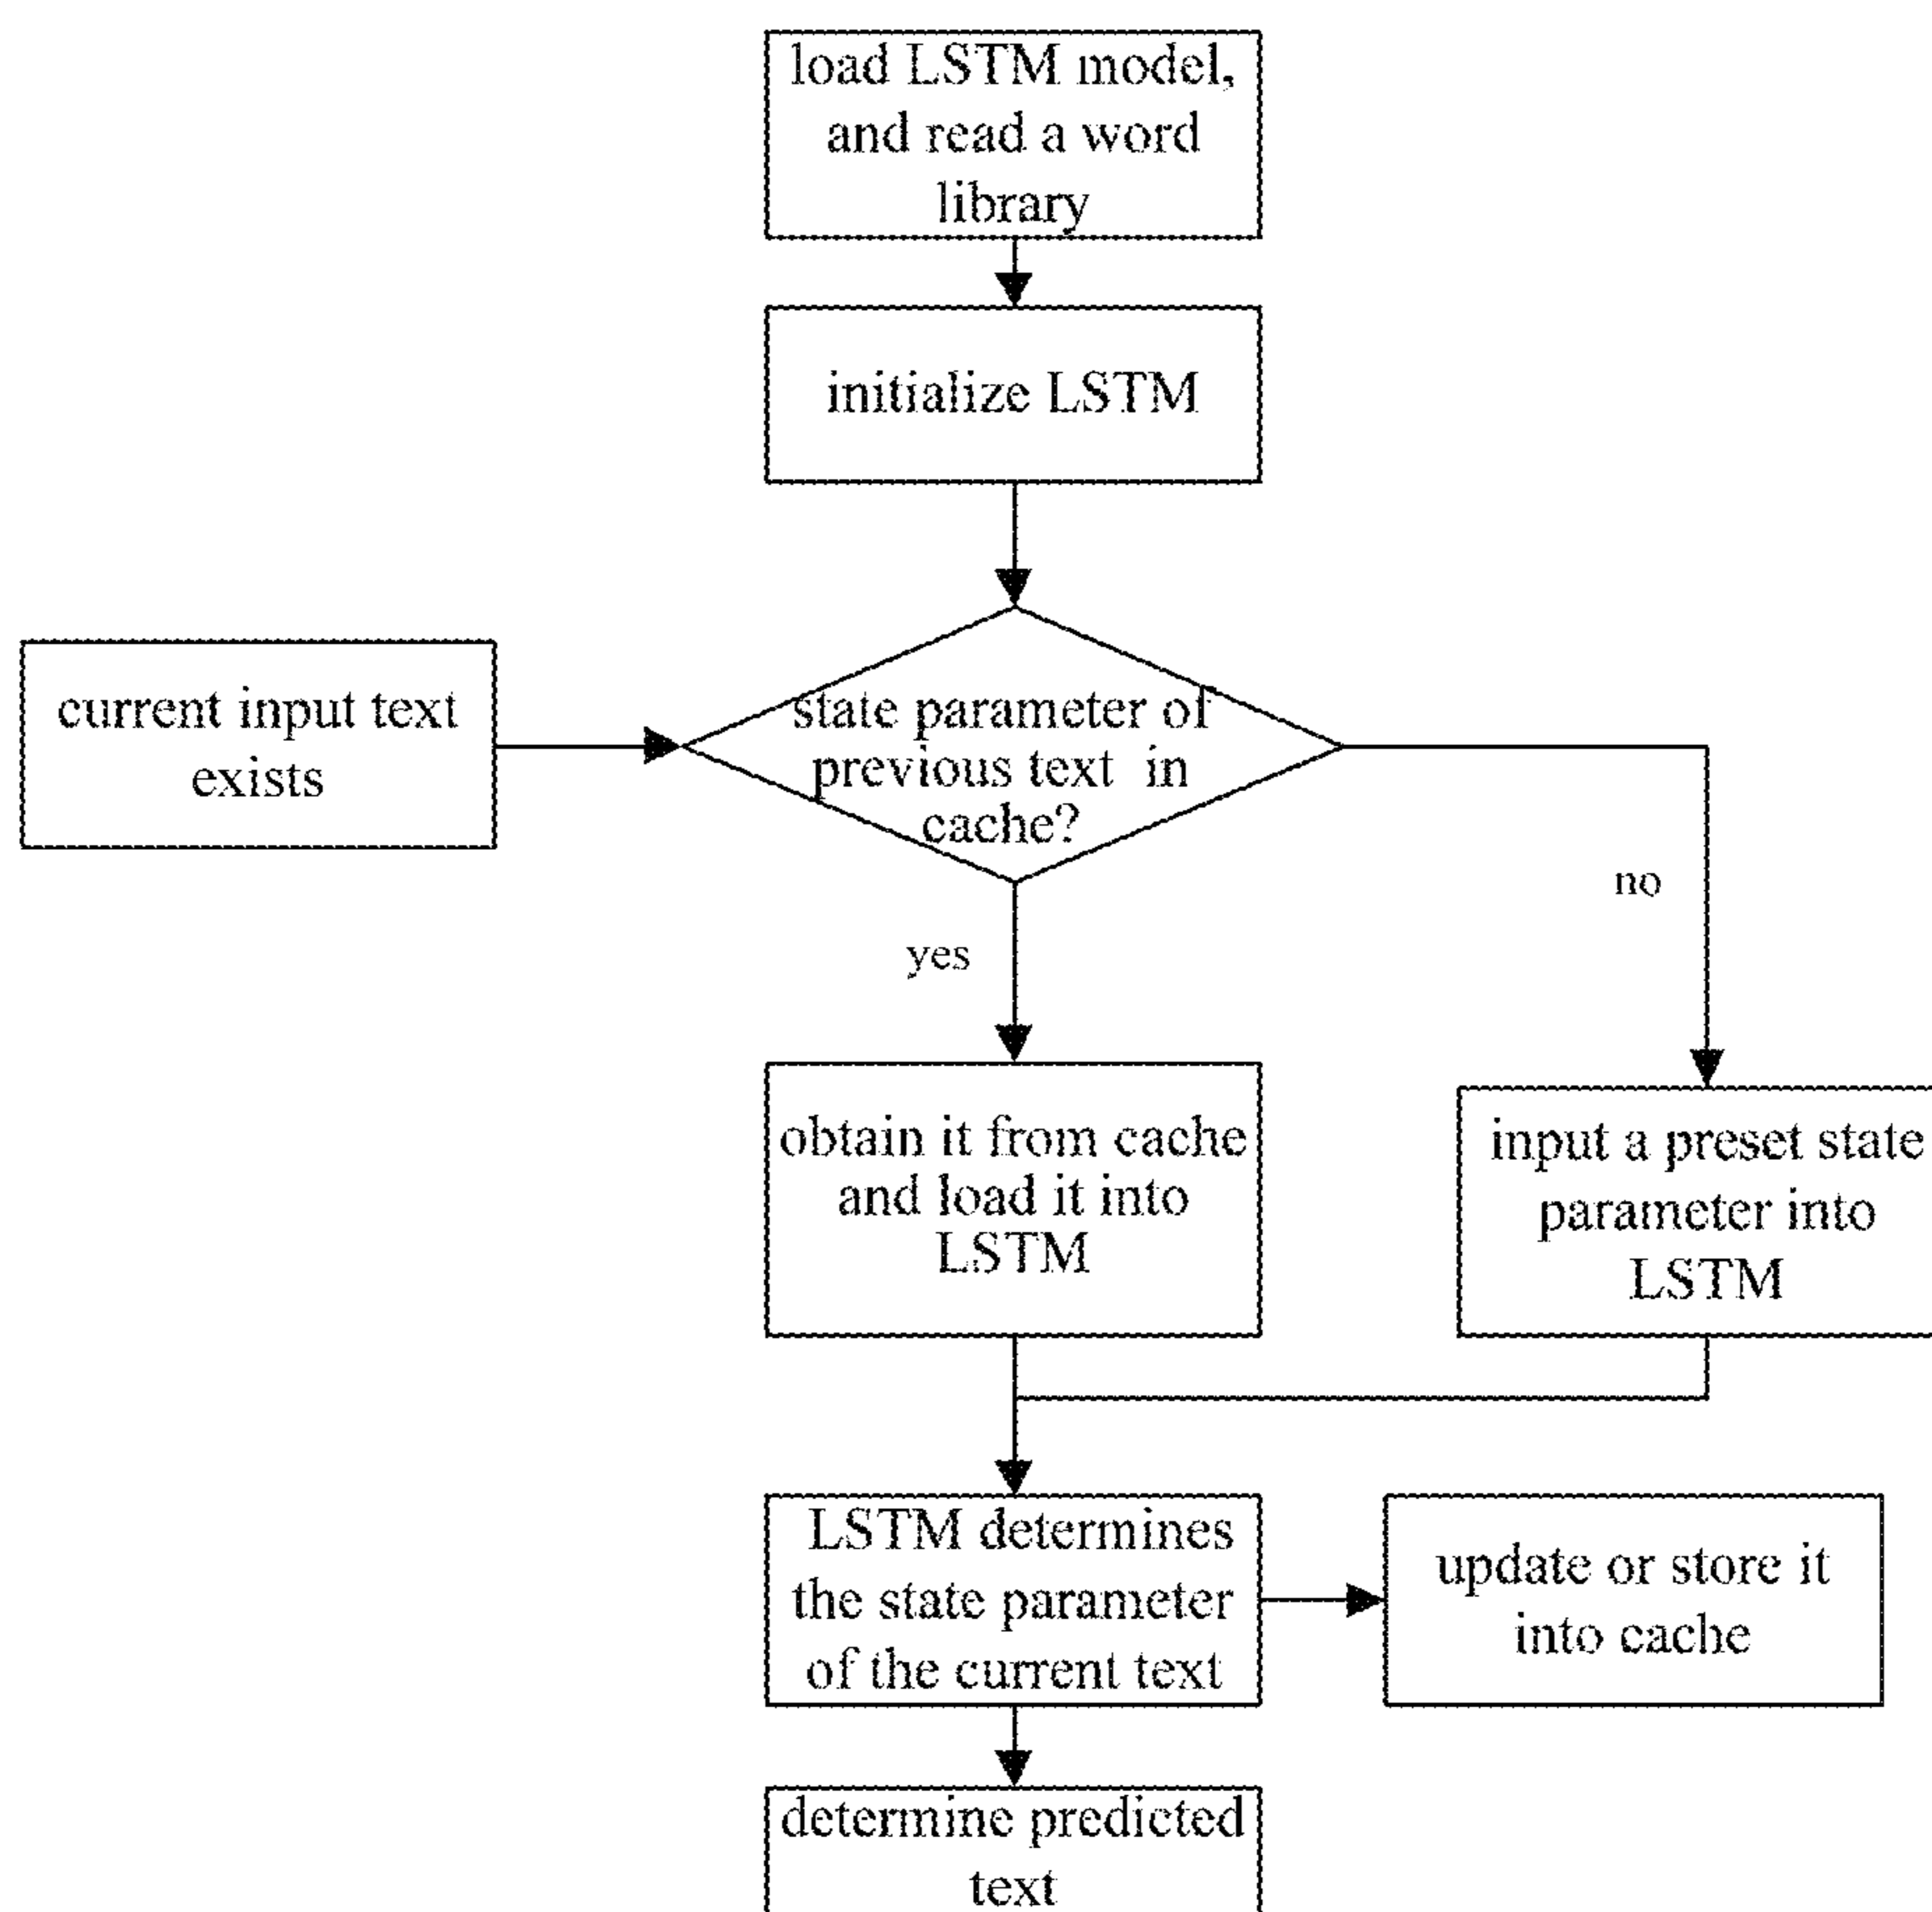 load LSTM model,
and read a word
library
initialize LSTM
current input text
exists
state parameter of
previous text in
cache?
no
yes
obtain it from cache
and load it into
LSTM
input a preset state
parameter into
LSTM
LSTM determines
the state parameter
of the current text
update or store it
into cache
determine predicted
text